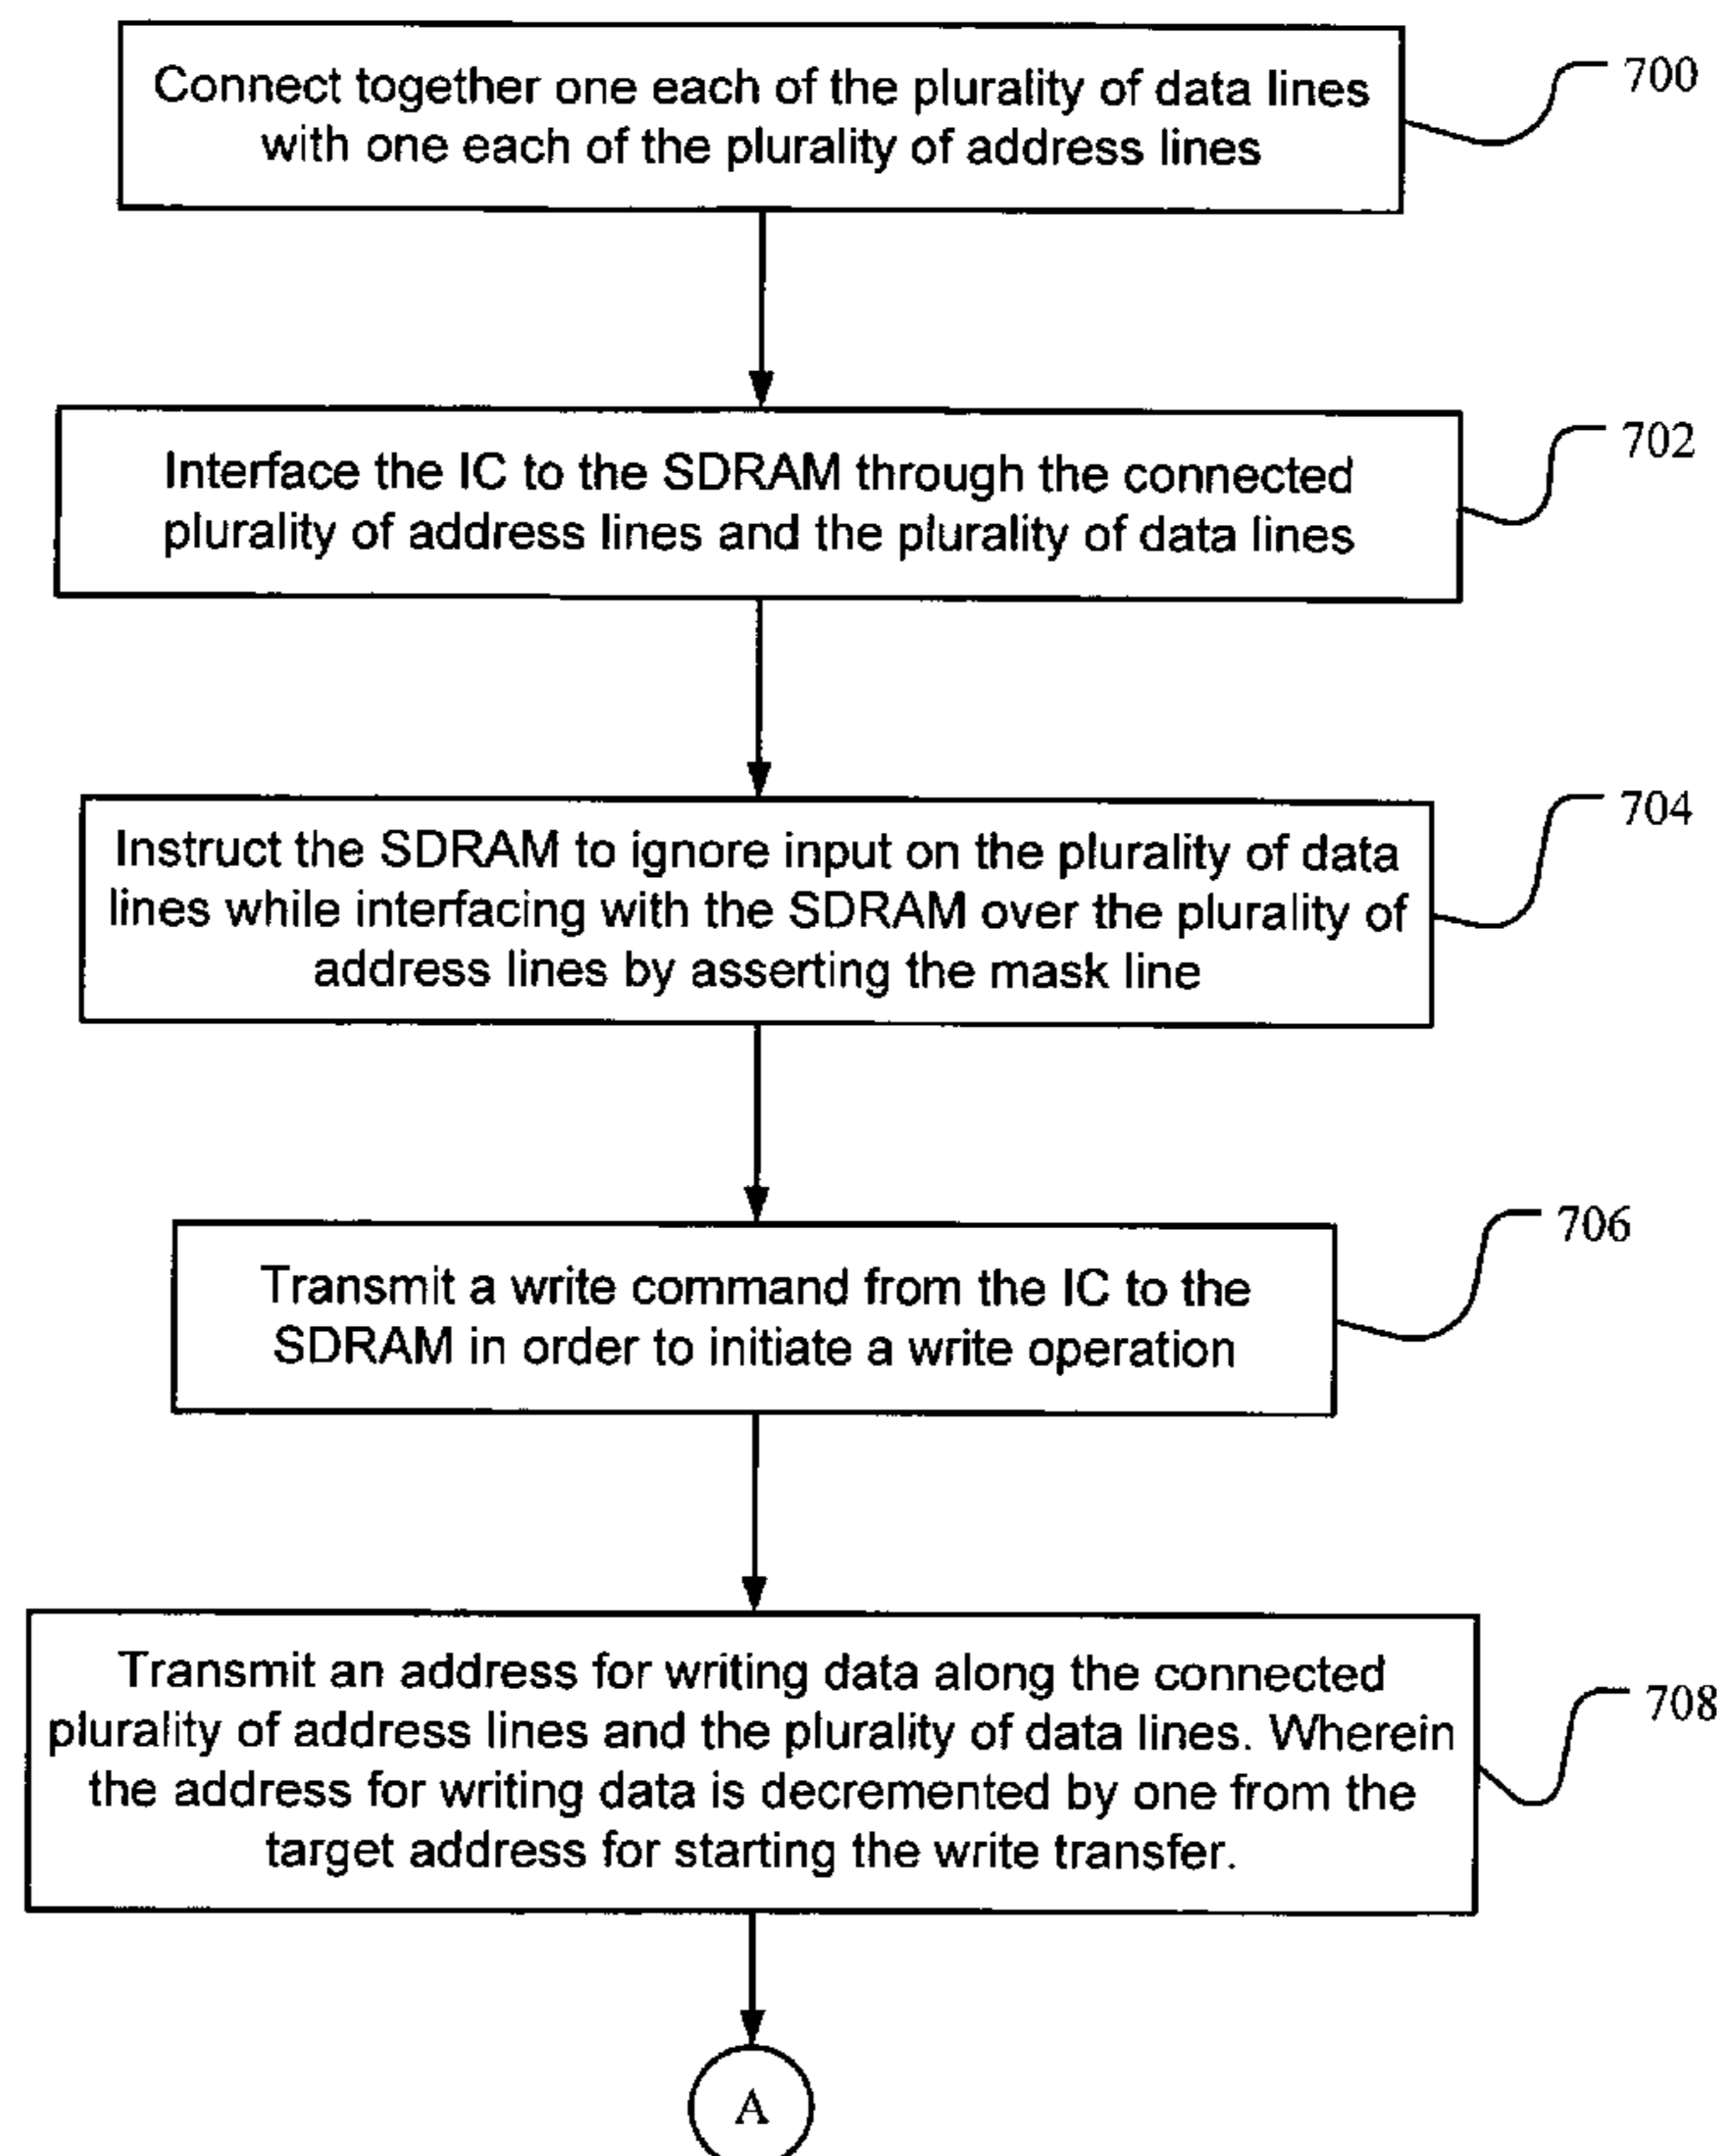 Connect together one each of the plurality of data lines
with one each of the plurality of address lines
700
Interface the IC to the SDRAM through the connected
plurality of address lines and the plurality of data lines
702
Instruct the SDRAM to ignore input on the plurality of data
lines while interfacing with the SDRAM over the plurality of
address lines by asserting the mask line
704
Transmit a write command from the IC to the
SDRAM in order to initiate a write operation
706
Transmit an address for writing data along the connected
plurality of address lines and the plurality of data lines. Wherein
the address for writing data is decremented by one from the
target address for starting the write transfer.
708
A